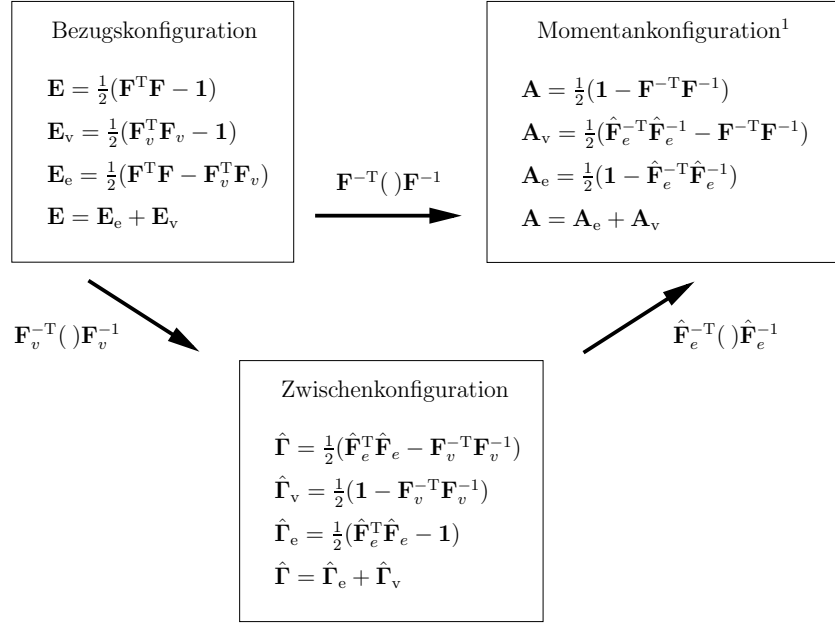 Bezugskonfiguration
𝐄 = ½(𝐅ᵀ𝐅 − 𝟏)
𝐄ᵥ = ½(𝐅ᵥᵀ𝐅ᵥ − 𝟏)
𝐄ₑ = ½(𝐅ᵀ𝐅 − 𝐅ᵥᵀ𝐅ᵥ)
𝐄 = 𝐄ₑ + 𝐄ᵥ
𝐅⁻ᵀ( )𝐅⁻¹
Momentankonfiguration¹
𝐀 = ½(𝟏 − 𝐅⁻ᵀ𝐅⁻¹)
𝐀ᵥ = ½(𝐅̂ₑ⁻ᵀ𝐅̂ₑ⁻¹ − 𝐅⁻ᵀ𝐅⁻¹)
𝐀ₑ = ½(𝟏 − 𝐅̂ₑ⁻ᵀ𝐅̂ₑ⁻¹)
𝐀 = 𝐀ₑ + 𝐀ᵥ
𝐅ᵥ⁻ᵀ( )𝐅ᵥ⁻¹
𝐅̂ₑ⁻ᵀ( )𝐅̂ₑ⁻¹
Zwischenkonfiguration
𝚪̂ = ½(𝐅̂ₑᵀ𝐅̂ₑ − 𝐅ᵥ⁻ᵀ𝐅ᵥ⁻¹)
𝚪̂ᵥ = ½(𝟏 − 𝐅ᵥ⁻ᵀ𝐅ᵥ⁻¹)
𝚪̂ₑ = ½(𝐅̂ₑᵀ𝐅̂ₑ − 𝟏)
𝚪̂ = 𝚪̂ₑ + 𝚪̂ᵥ